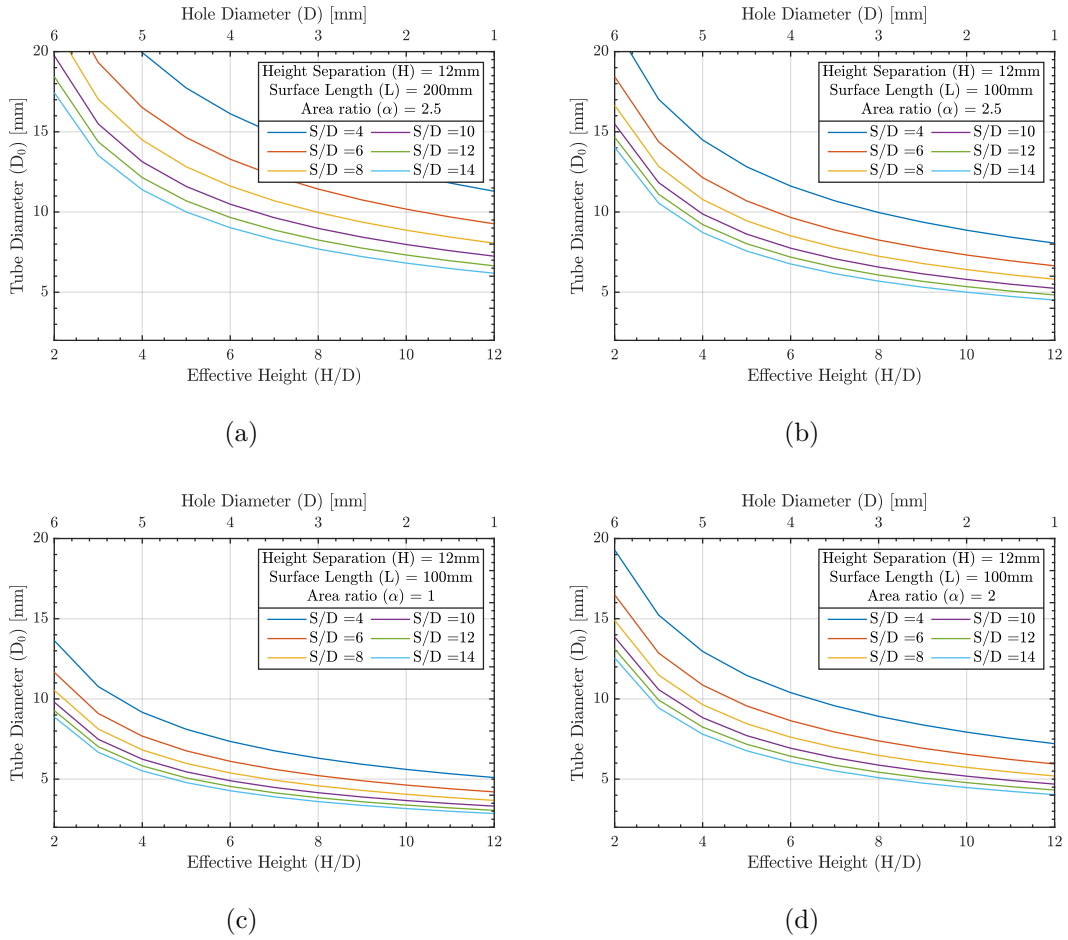 Hole Diameter (D) [mm]
6 5 4 3 2 1
20
15
10
5
Tube Diameter (D0) [mm]
Height Separation (H) = 12mm
Surface Length (L) = 200mm
Area ratio (α) = 2.5
S/D =4 S/D =10
S/D =6 S/D =12
S/D =8 S/D =14
2 4 6 8 10 12
Effective Height (H/D)
(a)
Hole Diameter (D) [mm]
6 5 4 3 2 1
20
15
10
5
Tube Diameter (D0) [mm]
Height Separation (H) = 12mm
Surface Length (L) = 100mm
Area ratio (α) = 2.5
S/D =4 S/D =10
S/D =6 S/D =12
S/D =8 S/D =14
2 4 6 8 10 12
Effective Height (H/D)
(b)
Hole Diameter (D) [mm]
6 5 4 3 2 1
20
15
10
5
Tube Diameter (D0) [mm]
Height Separation (H) = 12mm
Surface Length (L) = 100mm
Area ratio (α) = 1
S/D =4 S/D =10
S/D =6 S/D =12
S/D =8 S/D =14
2 4 6 8 10 12
Effective Height (H/D)
(c)
Hole Diameter (D) [mm]
6 5 4 3 2 1
20
15
10
5
Tube Diameter (D0) [mm]
Height Separation (H) = 12mm
Surface Length (L) = 100mm
Area ratio (α) = 2
S/D =4 S/D =10
S/D =6 S/D =12
S/D =8 S/D =14
2 4 6 8 10 12
Effective Height (H/D)
(d)